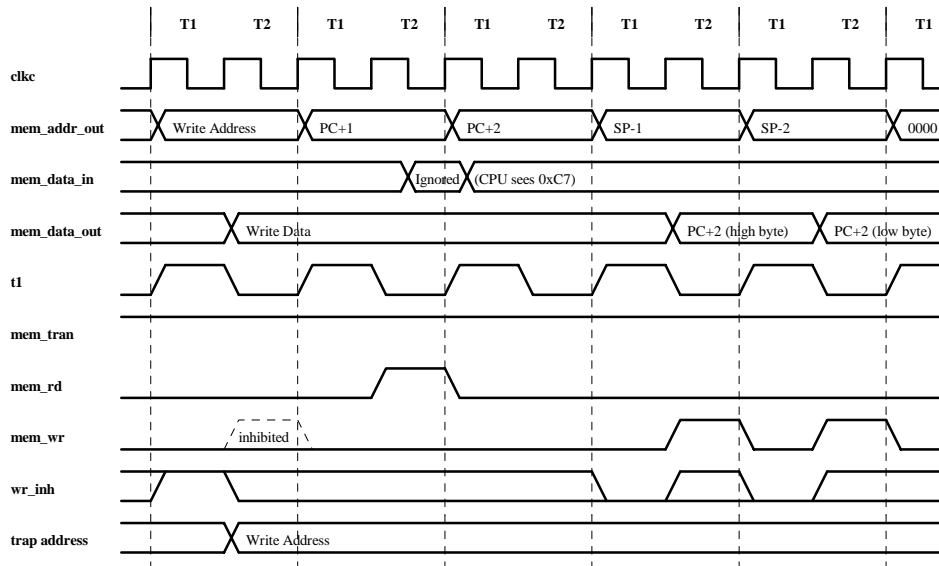 T1 T2 T1 T2 T1 T2 T1 T2 T1 T2 T1
clkc
mem_addr_out Write Address PC+1 PC+2 SP-1 SP-2 0000
mem_data_in Ignored (CPU sees 0xC7)
mem_data_out Write Data PC+2 (high byte) PC+2 (low byte)
t1
mem_tran
mem_rd
mem_wr inhibited
wr_inh
trap address Write Address